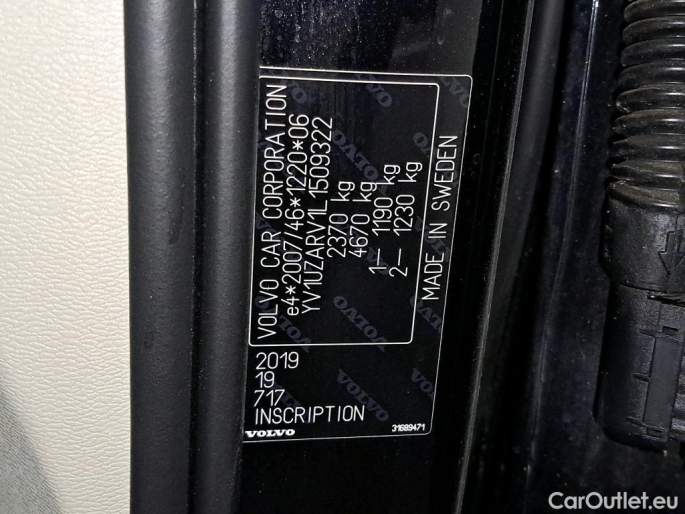 VOLVO CAR CORPORATION
e4*2007/46*1220*06
YV1UZARV1L1509322
2370 kg
4670 kg
1– 1190 kg
2– 1230 kg
MADE IN SWEDEN
2019
19
717
INSCRIPTION
VOLVO
31689471
VOLVO
CarOutlet.eu